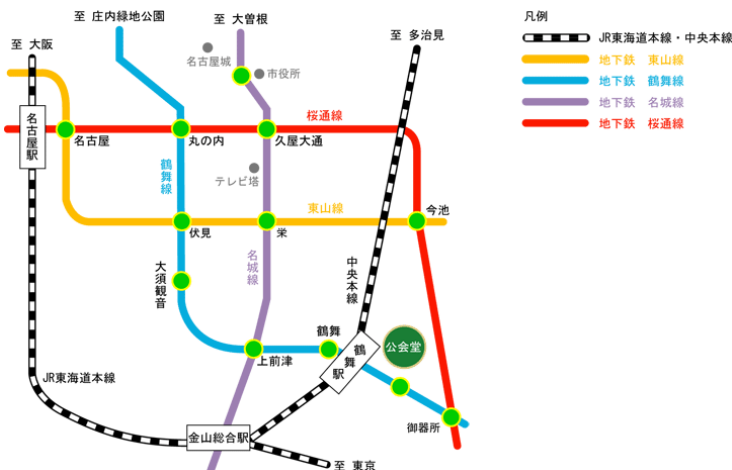 至 庄内緑地公園
至 大曽根
凡例
至 大阪
至 多治見
JR東海道本線・中央本線
名古屋城
市役所
地下鉄　東山線
地下鉄　鶴舞線
地下鉄　名城線
地下鉄　桜通線
桜通線
名古屋駅
名古屋
丸の内
久屋大通
鶴舞線
テレビ塔
東山線
今池
伏見
栄
名城線
大須観音
中央本線
鶴舞
鶴舞駅
公会堂
上前津
JR東海道本線
御器所
金山総合駅
至 東京